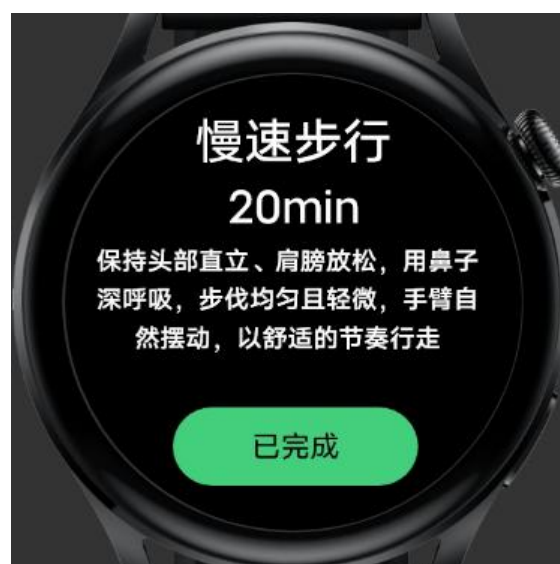 慢速步行
20min
保持头部直立、肩膀放松，用鼻子
深呼吸，步伐均匀且轻微，手臂自
然摆动，以舒适的节奏行走
已完成